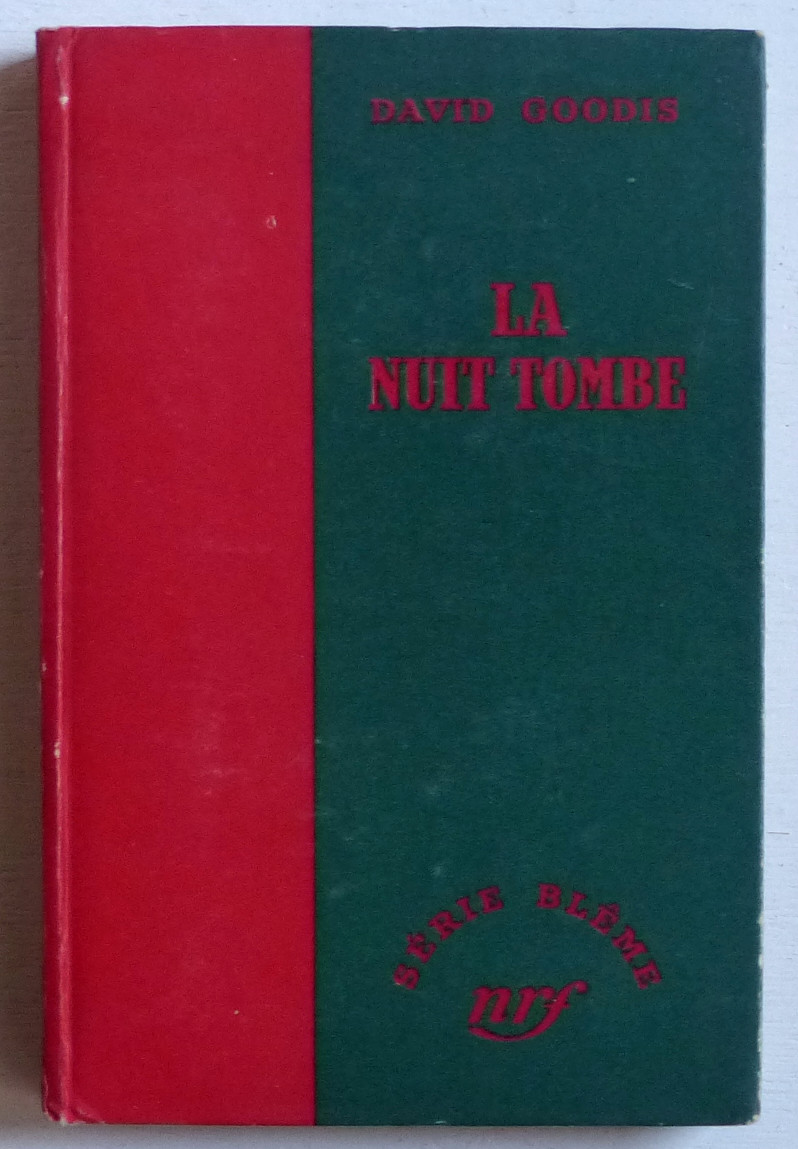 DAVID GOODIS
LA
NUIT TOMBE
SÉRIE BLÊME
nrf